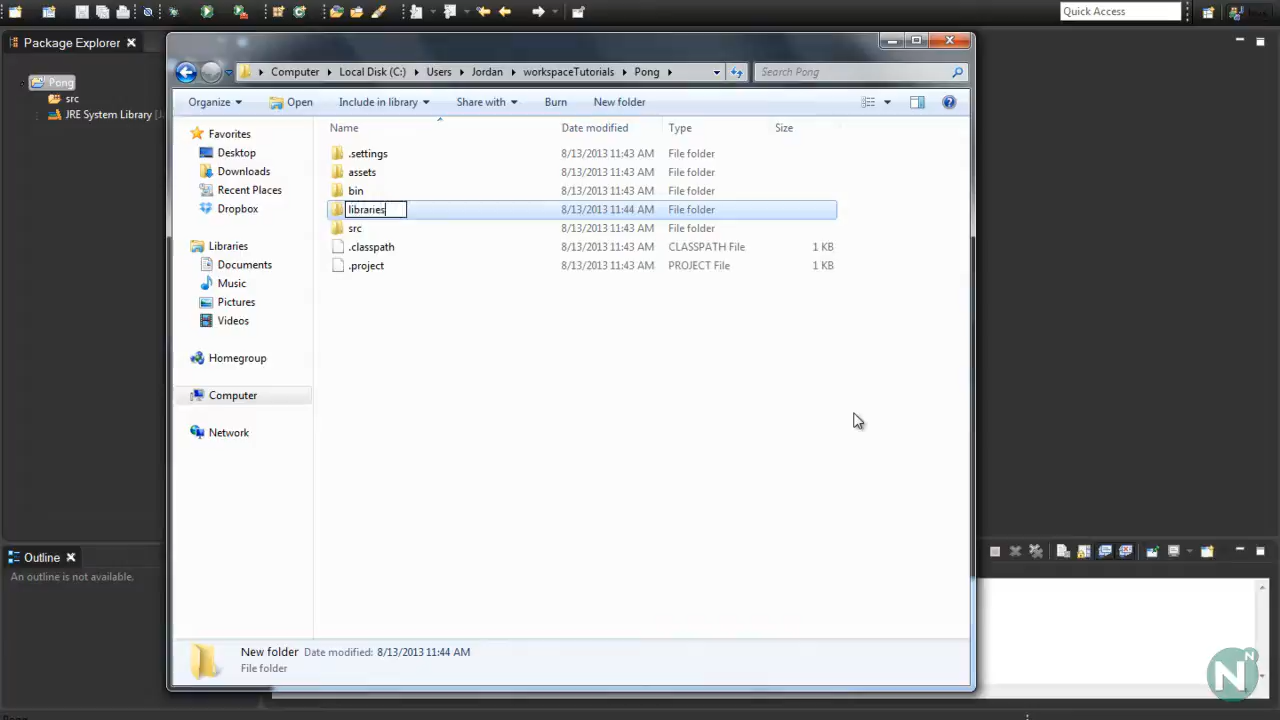 Quick Access
Package Explorer
Pong
src
JRE System Library
Computer Local Disk (C:) Users Jordan workspaceTutorials Pong
Search Pong
Organize Open Include in library Share with Burn New folder
Name Date modified Type Size
Favorites
Desktop
Downloads
Recent Places
Dropbox
Libraries
Documents
Music
Pictures
Videos
Homegroup
Computer
Network
.settings 8/13/2013 11:43 AM File folder
assets 8/13/2013 11:43 AM File folder
bin 8/13/2013 11:43 AM File folder
libraries 8/13/2013 11:44 AM File folder
src 8/13/2013 11:43 AM File folder
.classpath 8/13/2013 11:43 AM CLASSPATH File 1 KB
.project 8/13/2013 11:43 AM PROJECT File 1 KB
Outline
An outline is not available.
New folder Date modified: 8/13/2013 11:44 AM
File folder
N N